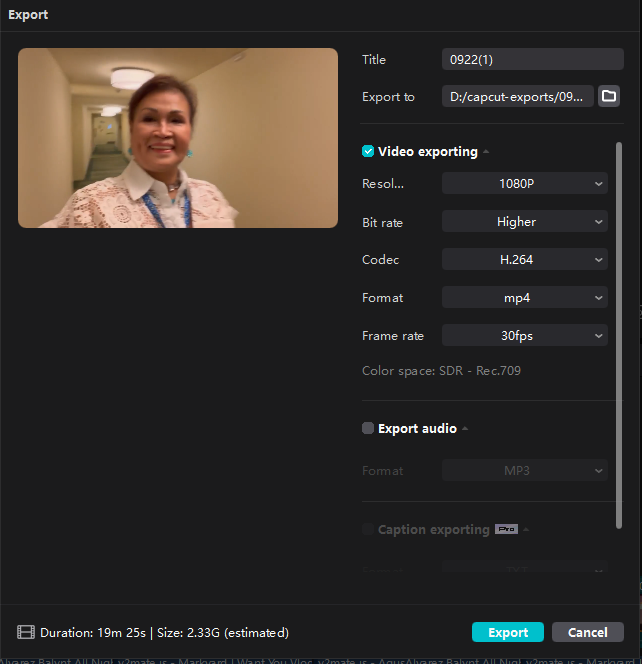 Export
Title
0922(1)
Export to
D:/capcut-exports/09...
Video exporting
Resol...
1080P
Bit rate
Higher
Codec
H.264
Format
mp4
Frame rate
30fps
Color space: SDR - Rec.709
Export audio
Format
MP3
Caption exporting
Pro
Duration: 19m 25s | Size: 2.33G (estimated)
Export
Cancel